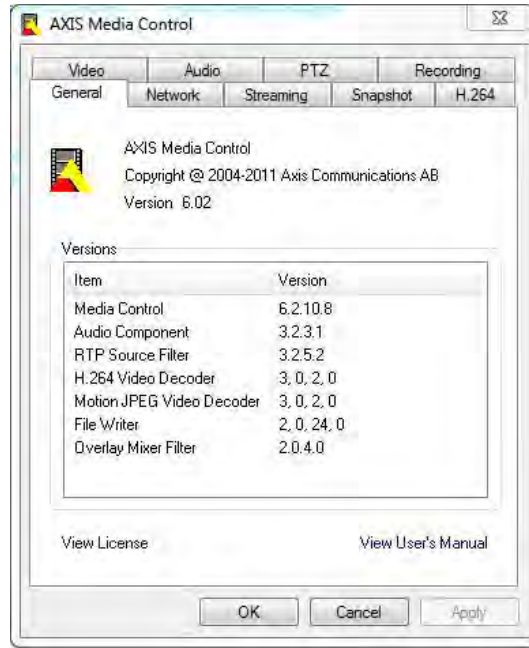 AXIS Media Control
Video Audio PTZ Recording
General Network Streaming Snapshot H.264
AXIS Media Control
Copyright @ 2004-2011 Axis Communications AB
Version 6.02
Versions
Item Version
Media Control 6.2.10.8
Audio Component 3.2.3.1
RTP Source Filter 3.2.5.2
H.264 Video Decoder 3, 0, 2, 0
Motion JPEG Video Decoder 3, 0, 2, 0
File Writer 2, 0, 24, 0
Overlay Mixer Filter 2.0.4.0
View License View User's Manual
OK Cancel Apply